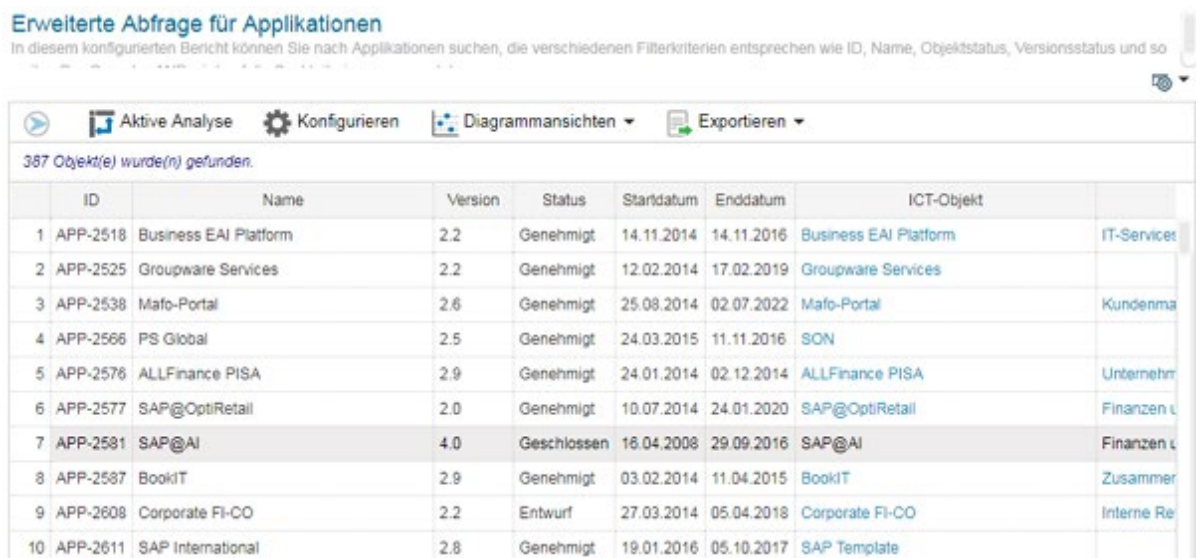 Erweiterte Abfrage für Applikationen
In diesem konfigurierten Bericht können Sie nach Applikationen suchen, die verschiedenen Filterkriterien entsprechen wie ID, Name, Objektstatus, Versionsstatus und so
Aktive Analyse Konfigurieren Diagrammansichten Exportieren
387 Objekt(e) wurde(n) gefunden.
ID Name Version Status Startdatum Enddatum ICT-Objekt
1 APP-2518 Business EAI Platform 2.2 Genehmigt 14.11.2014 14.11.2016 Business EAI Platform IT-Services
2 APP-2525 Groupware Services 2.2 Genehmigt 12.02.2014 17.02.2019 Groupware Services
3 APP-2538 Mafo-Portal 2.6 Genehmigt 25.08.2014 02.07.2022 Mafo-Portal Kundenma
4 APP-2566 PS Global 2.5 Genehmigt 24.03.2015 11.11.2016 SON
5 APP-2576 ALLFinance PISA 2.9 Genehmigt 24.01.2014 02.12.2014 ALLFinance PISA Unternehm
6 APP-2577 SAP@OptiRetail 2.0 Genehmigt 10.07.2014 24.01.2020 SAP@OptiRetail Finanzen u
7 APP-2581 SAP@AI 4.0 Geschlossen 16.04.2008 29.09.2016 SAP@AI Finanzen u
8 APP-2587 BookIT 2.9 Genehmigt 03.02.2014 11.04.2015 BookIT Zusammer
9 APP-2608 Corporate FI-CO 2.2 Entwurf 27.03.2014 05.04.2018 Corporate FI-CO Interne Re
10 APP-2611 SAP International 2.8 Genehmigt 19.01.2016 05.10.2017 SAP Template